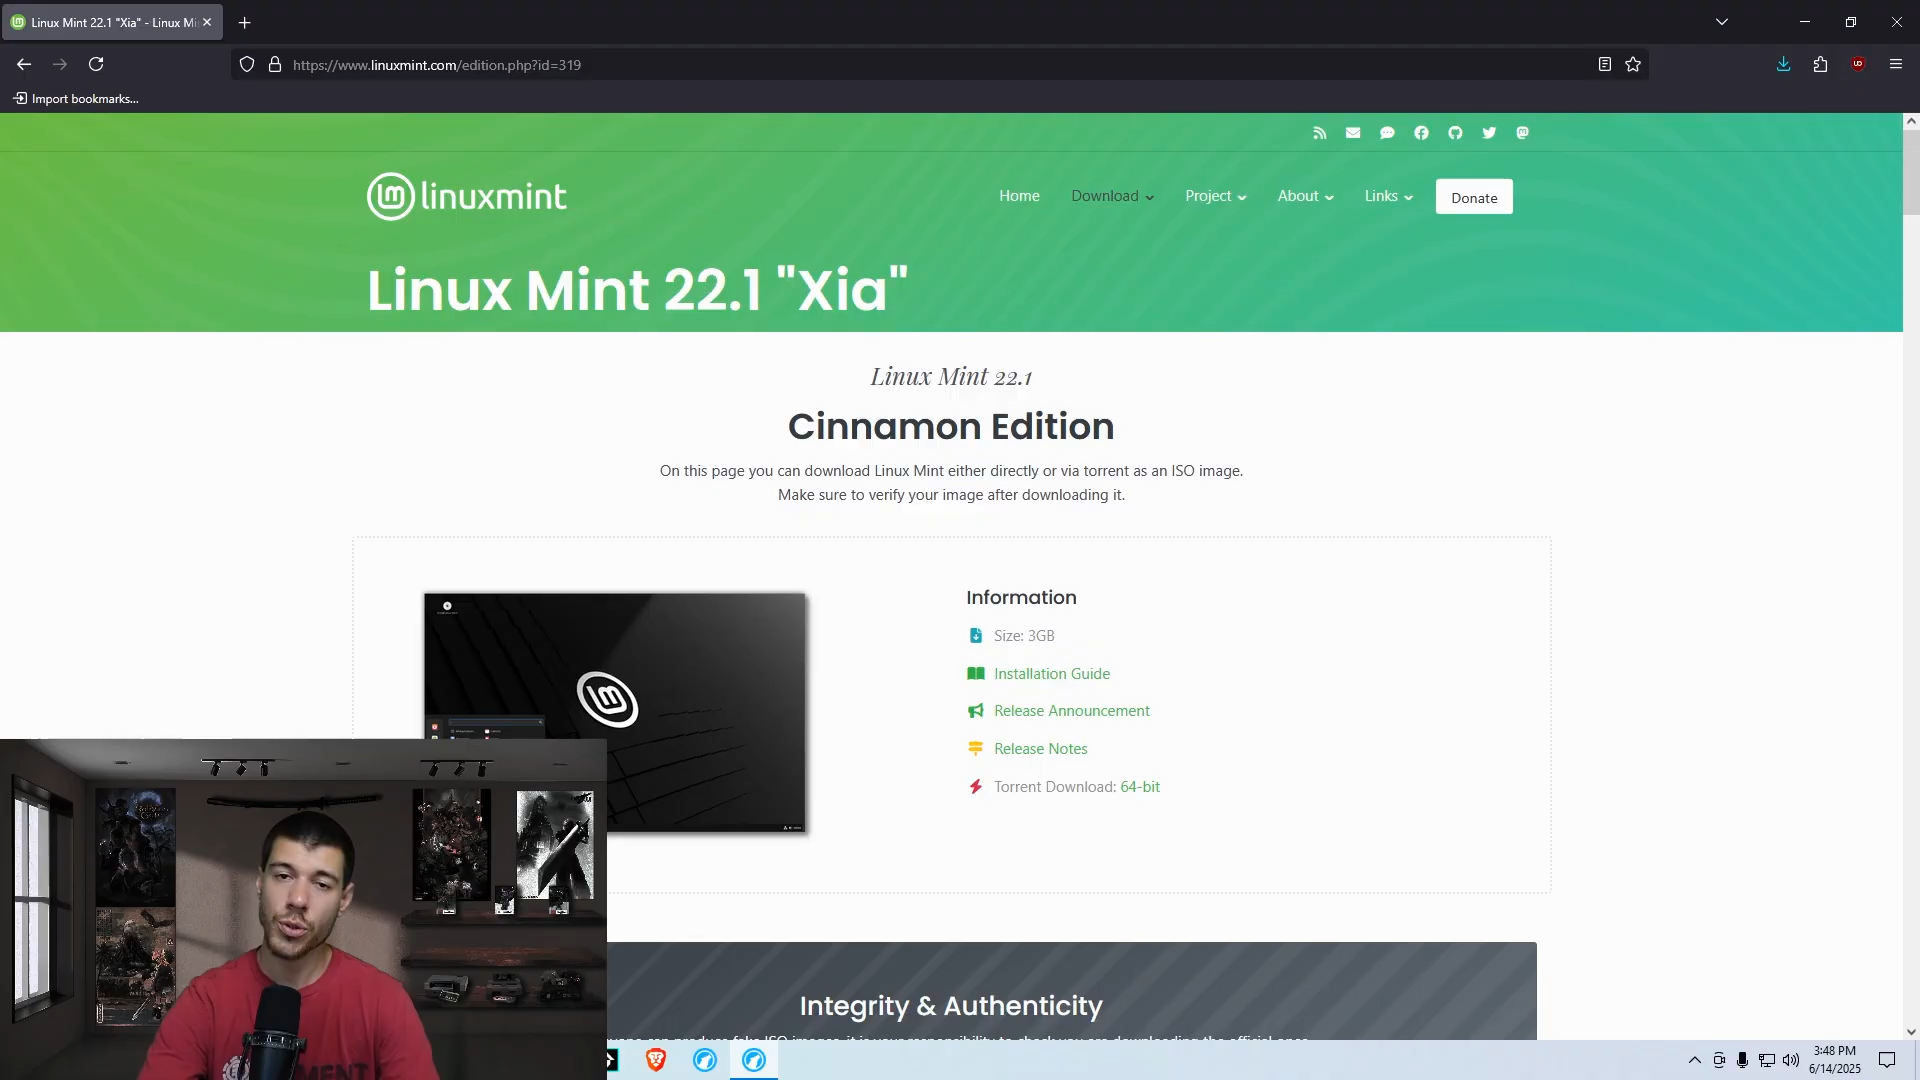 Linux Mint 22.1 "Xia" - Linux Mi
https://www.linuxmint.com/edition.php?id=319
Import bookmarks...
linuxmint
Home
Download
Project
About
Links
Donate
Linux Mint 22.1 "Xia"
Linux Mint 22.1
Cinnamon Edition
On this page you can download Linux Mint either directly or via torrent as an ISO image.
Make sure to verify your image after downloading it.
Information
Size: 3GB
Installation Guide
Release Announcement
Release Notes
Torrent Download: 64-bit
Integrity & Authenticity
3:48 PM
6/14/2025